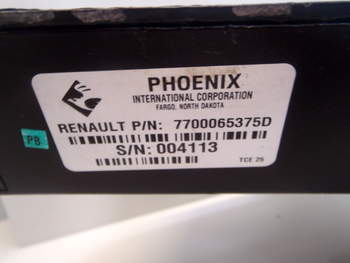 PHOENIX
INTERNATIONAL CORPORATION
FARGO, NORTH DAKOTA
RENAULT P/N: 7700065375D
PB
S/N: 004113
TCE 25